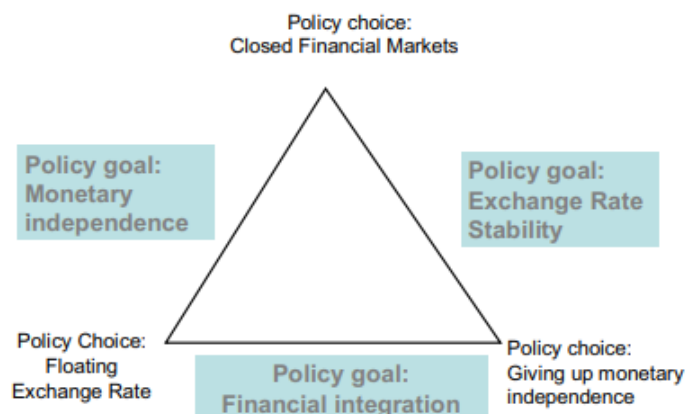 Policy choice:
Closed Financial Markets
Policy goal:
Monetary
independence
Policy goal:
Exchange Rate
Stability
Policy Choice:
Floating
Exchange Rate
Policy goal:
Financial integration
Policy choice:
Giving up monetary
independence